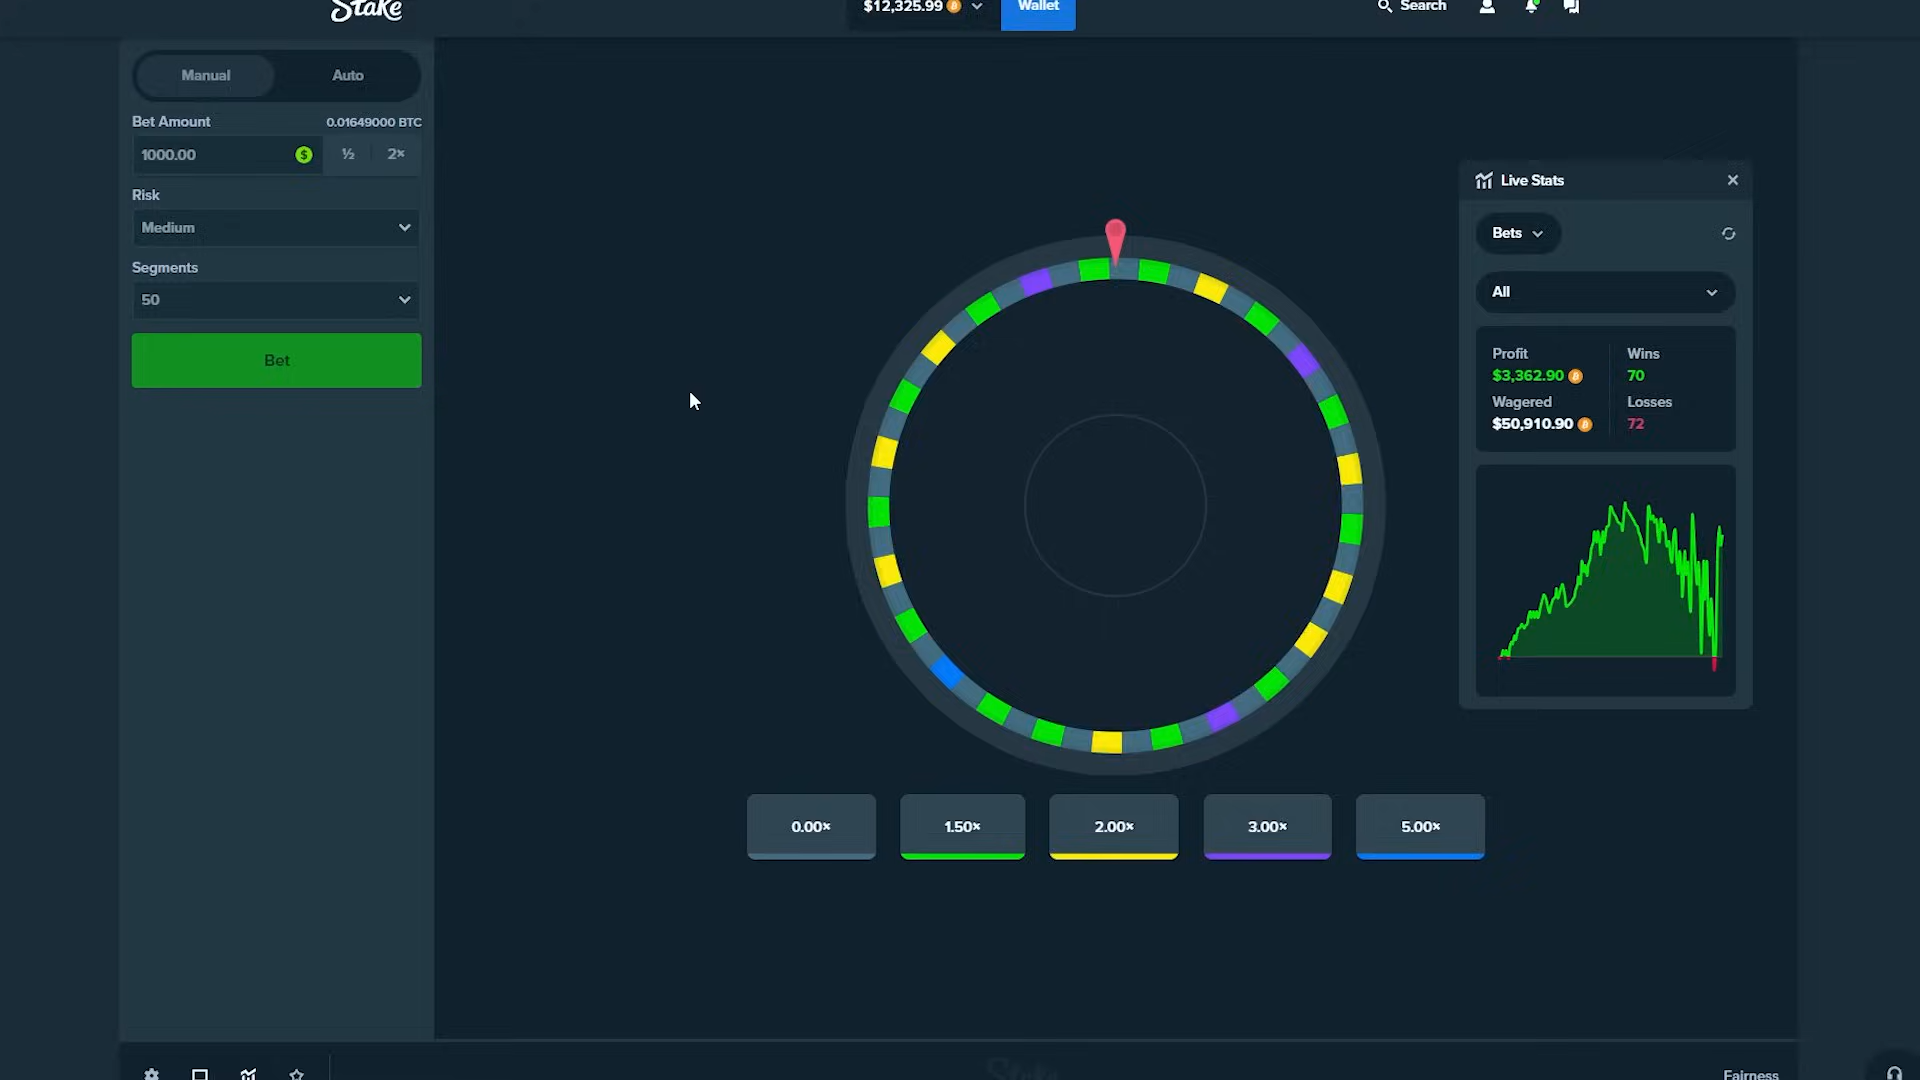 Stake
$12,325.99
Wallet
Search
Manual
Auto
Bet Amount
0.01649000 BTC
1000.00
$
½
2×
Risk
Medium
Segments
50
Bet
Live Stats
Bets
All
Profit
Wins
$3,362.90
70
Wagered
Losses
$50,910.90
72
0.00×
1.50×
2.00×
3.00×
5.00×
Stake
Fairness